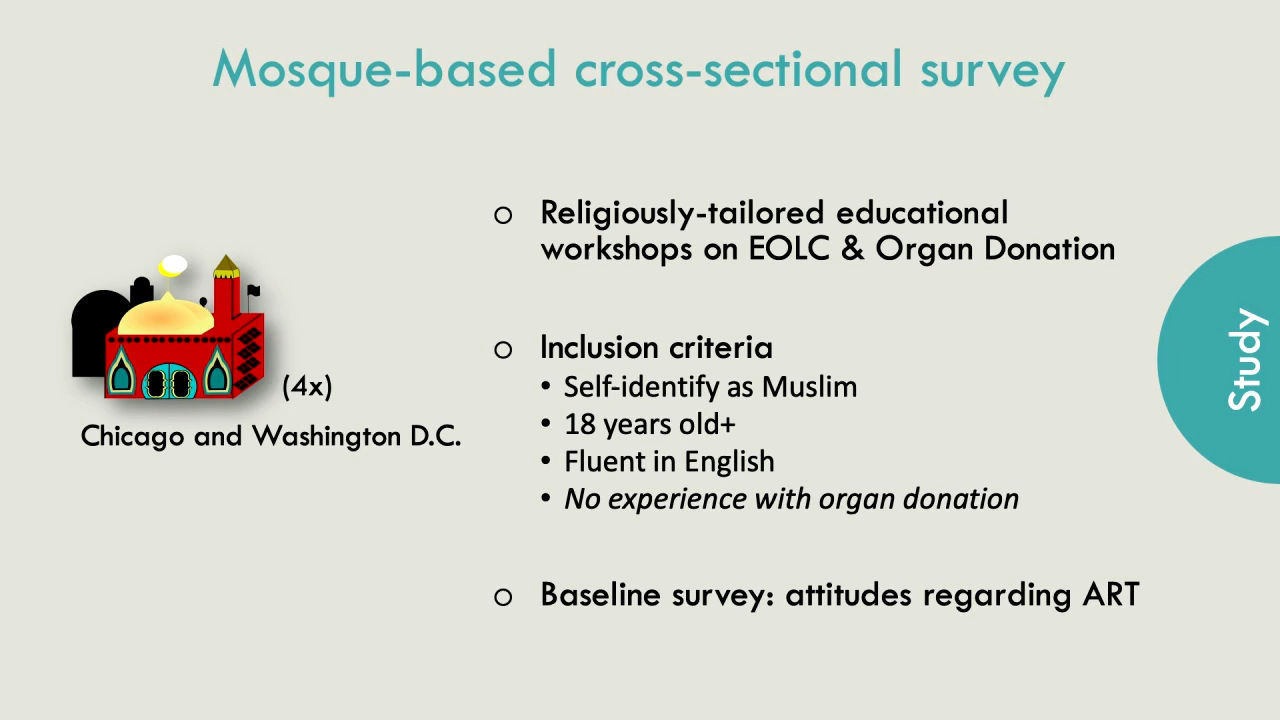 Mosque-based cross-sectional survey
(4x)
Chicago and Washington D.C.
o Religiously-tailored educational
workshops on EOLC & Organ Donation
o Inclusion criteria
• Self-identify as Muslim
• 18 years old+
• Fluent in English
• No experience with organ donation
o Baseline survey: attitudes regarding ART
Study